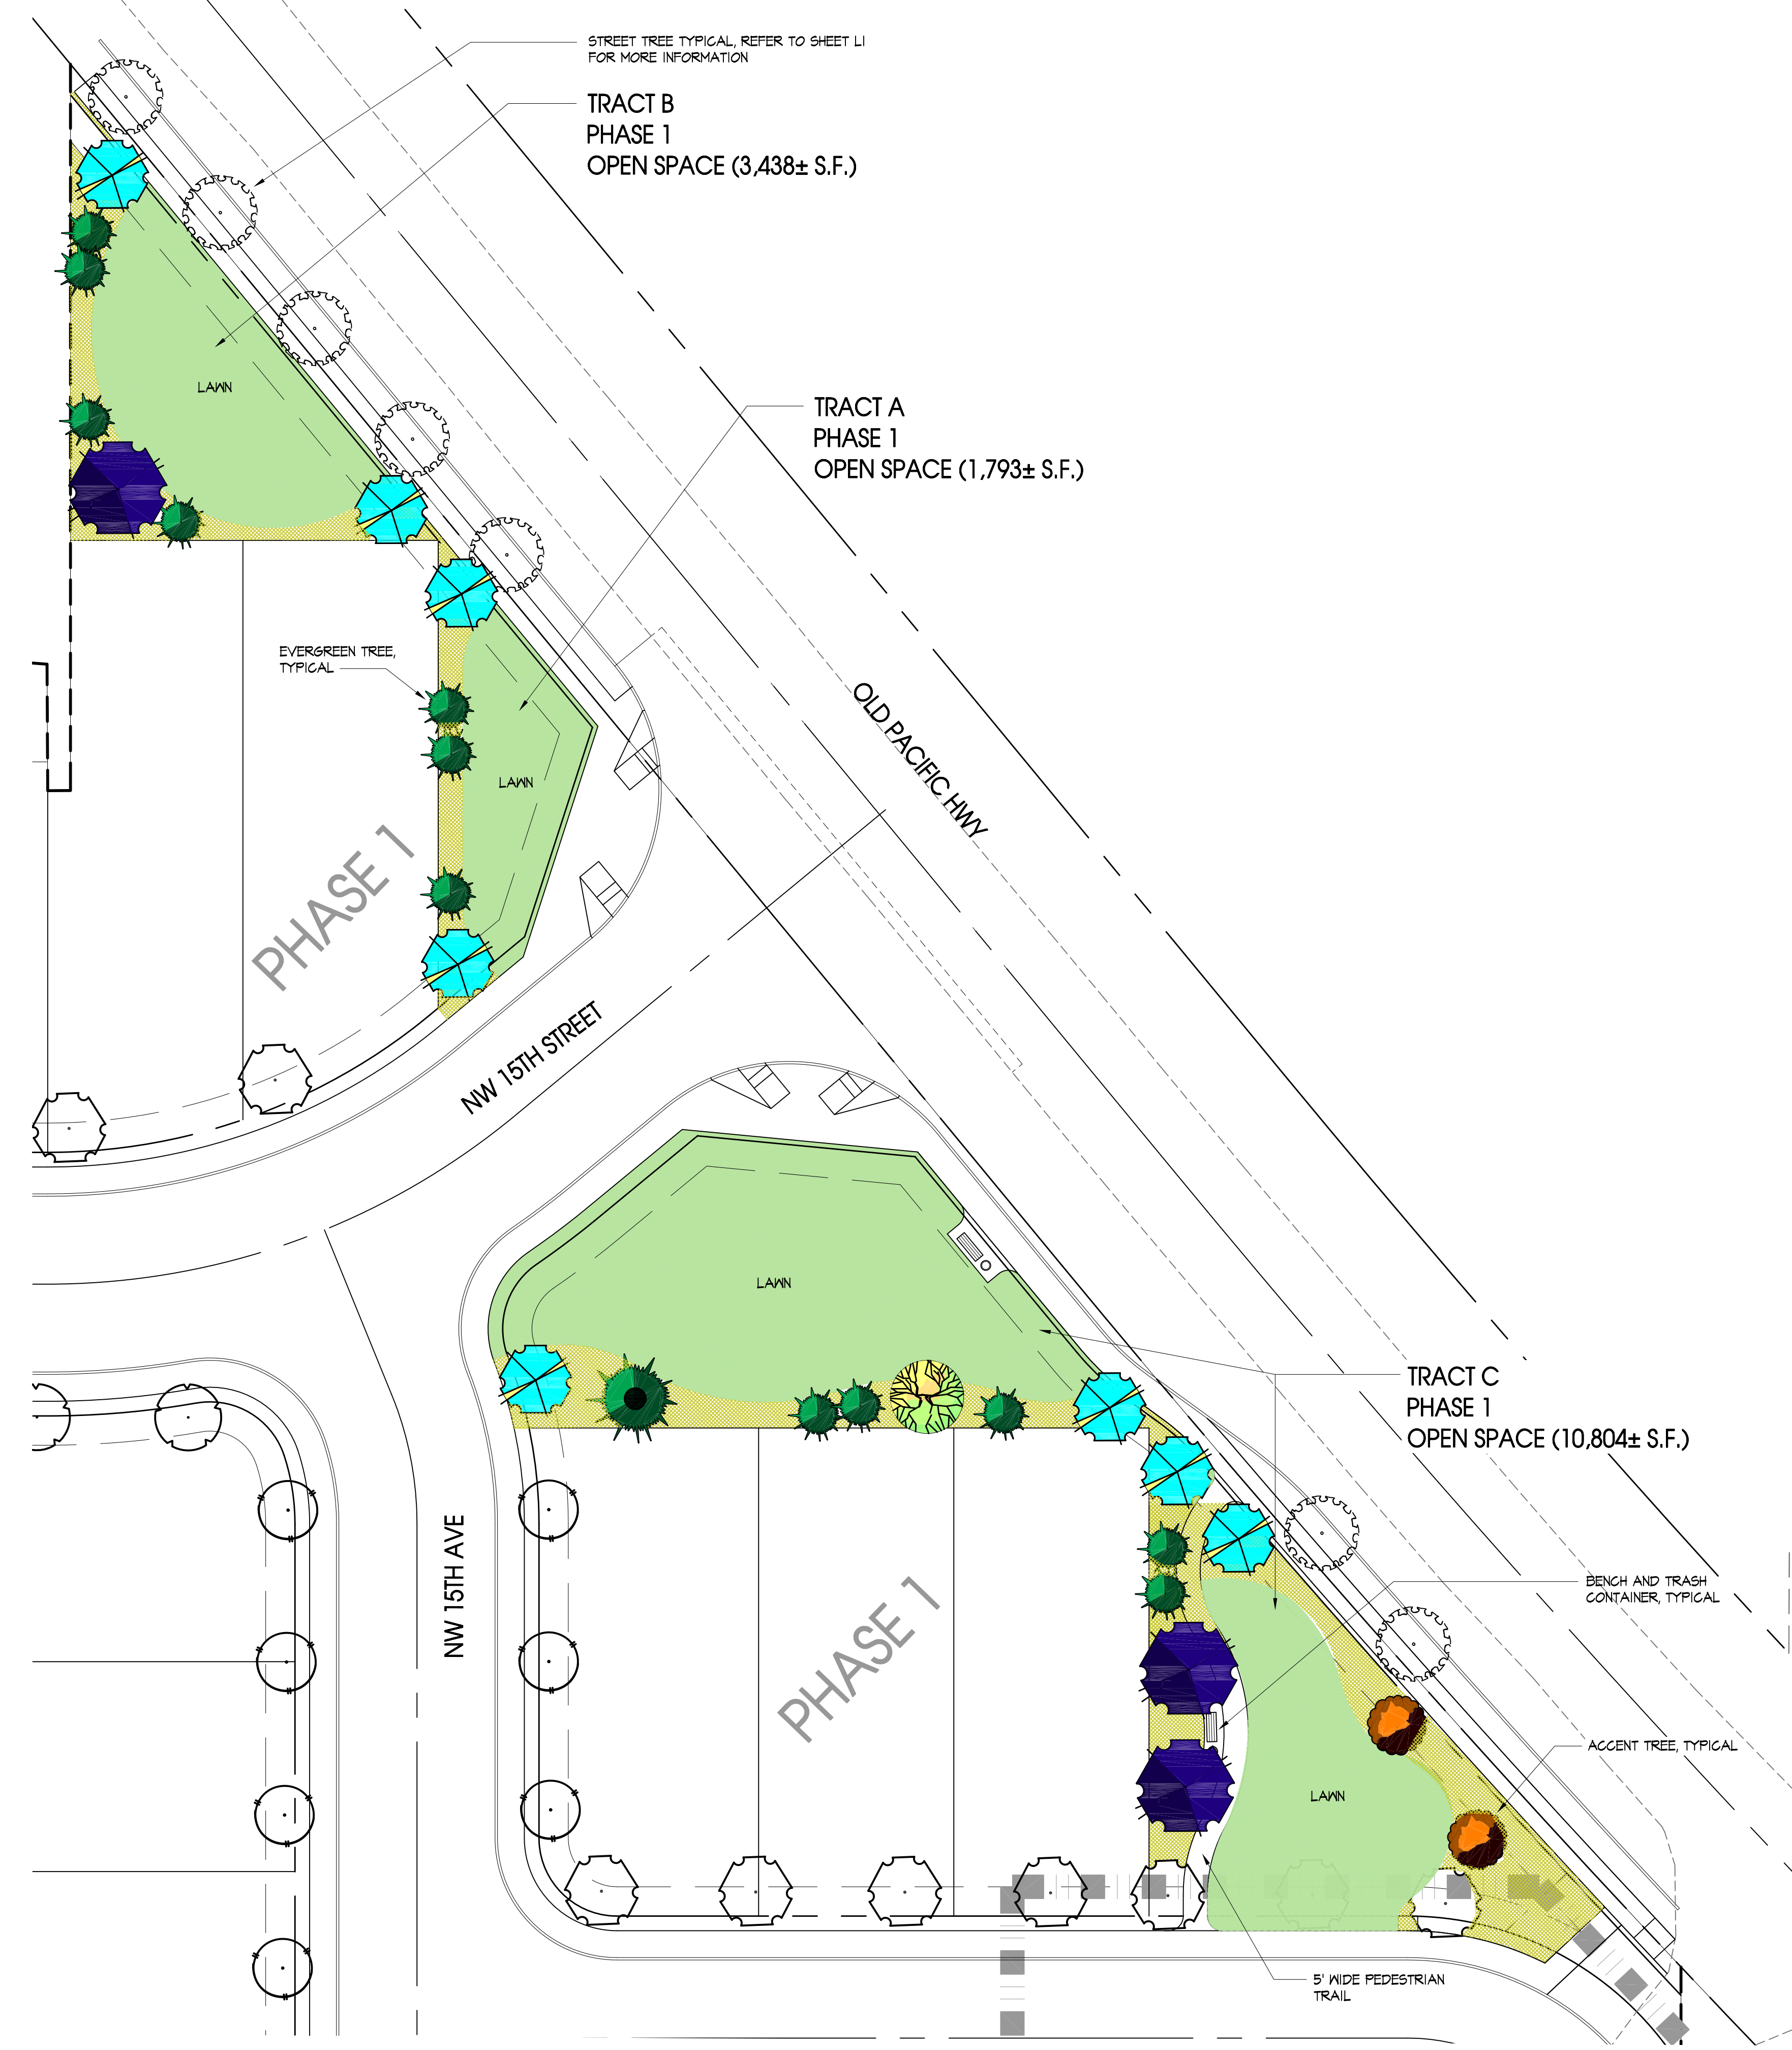 STREET TREE TYPICAL, REFER TO SHEET L1
FOR MORE INFORMATION
TRACT B
PHASE 1
OPEN SPACE (3,438± S.F.)
LAWN
TRACT A
PHASE 1
OPEN SPACE (1,793± S.F.)
EVERGREEN TREE,
TYPICAL
LAWN
OLD PACIFIC HWY
PHASE 1
NW 15TH STREET
LAWN
TRACT C
PHASE 1
OPEN SPACE (10,804± S.F.)
NW 15TH AVE
PHASE 1
BENCH AND TRASH
CONTAINER, TYPICAL
ACCENT TREE, TYPICAL
LAWN
5' WIDE PEDESTRIAN
TRAIL